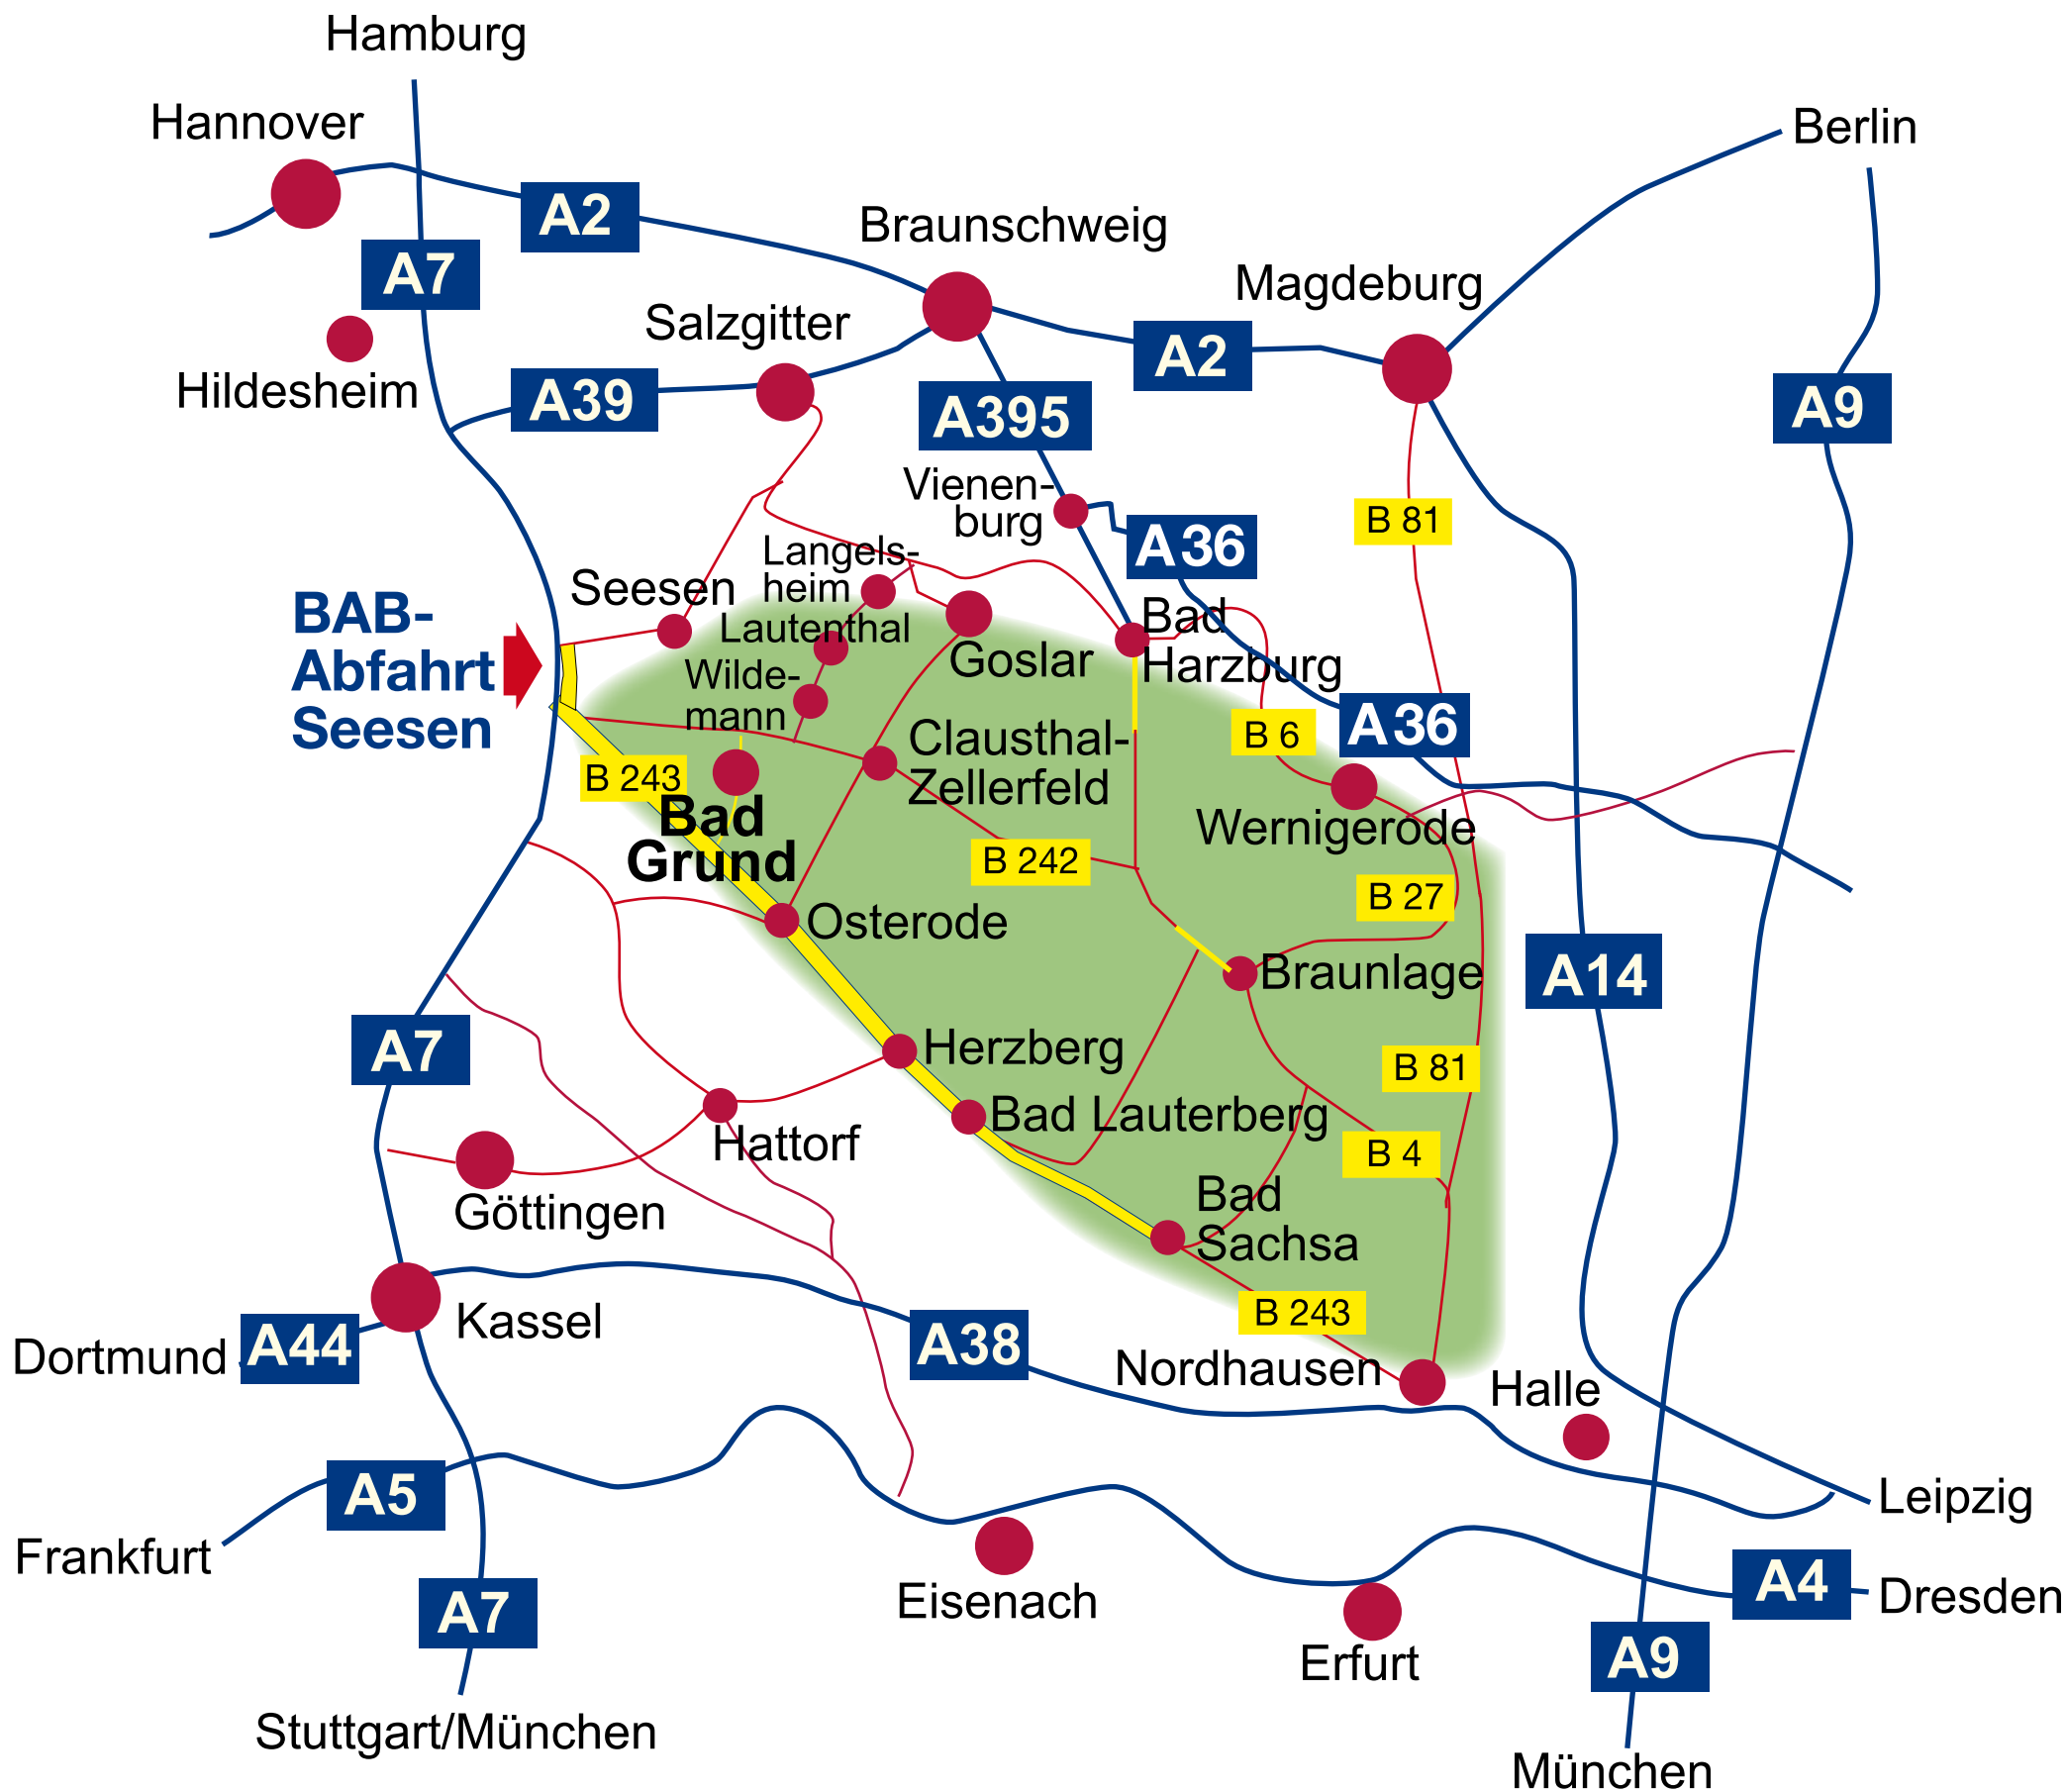 Hamburg
Hannover
Berlin
A2
Braunschweig
A7
Magdeburg
Salzgitter
A2
Hildesheim
A39
A395
A9
Vienen-
burg
B 81
A36
Langels-
heim
Seesen
BAB-
Abfahrt
Seesen
Lautenthal
Bad
Harzburg
Goslar
Wilde-
mann
A36
B 6
Clausthal-
Zellerfeld
B 243
Bad
Grund
Wernigerode
B 242
B 27
Osterode
Braunlage
A14
A7
Herzberg
B 81
Bad Lauterberg
Hattorf
B 4
Göttingen
Bad
Sachsa
B 243
Kassel
A44
Dortmund
A38
Nordhausen
Halle
A5
Leipzig
Frankfurt
A4
Dresden
Eisenach
A7
Erfurt
A9
Stuttgart/München
München